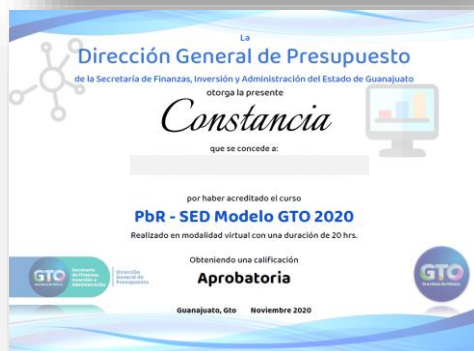 La
Dirección General de Presupuesto
de la Secretaría de Finanzas, Inversión y Administración del Estado de Guanajuato
otorga la presente
Constancia
que se concede a:
por haber acreditado el curso
PbR - SED Modelo GTO 2020
Realizado en modalidad virtual con una duración de 20 hrs.
Obteniendo una calificación
Aprobatoria
GTO
Secretaría
de Finanzas,
Inversión y
Administración
Dirección
General de
Presupuesto
GTO
Grandeza de México
Guanajuato, Gto Noviembre 2020